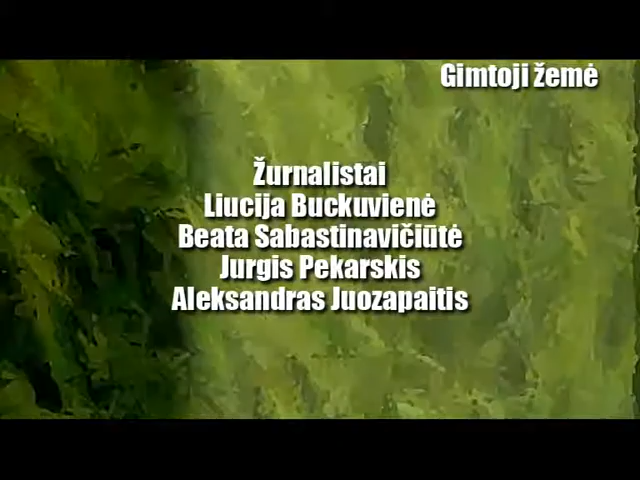 Gimtoji žemė
Žurnalistai
Liucija Buckuvienė
Beata Sabastinavičiūtė
Jurgis Pekarskis
Aleksandras Juozapaitis